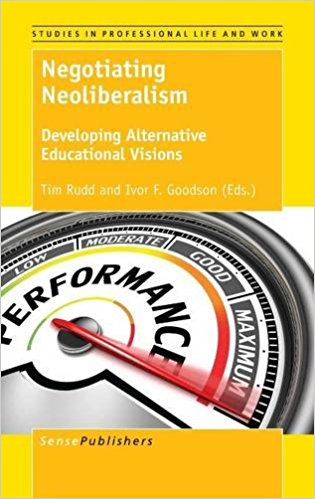 STUDIES IN PROFESSIONAL LIFE AND WORK
Negotiating
Neoliberalism
Developing Alternative
Educational Visions
Tim Rudd and Ivor F. Goodson (Eds.)
LOW
MODERATE
GOOD
MAXIMUM
PERFORMANCE
SensePublishers